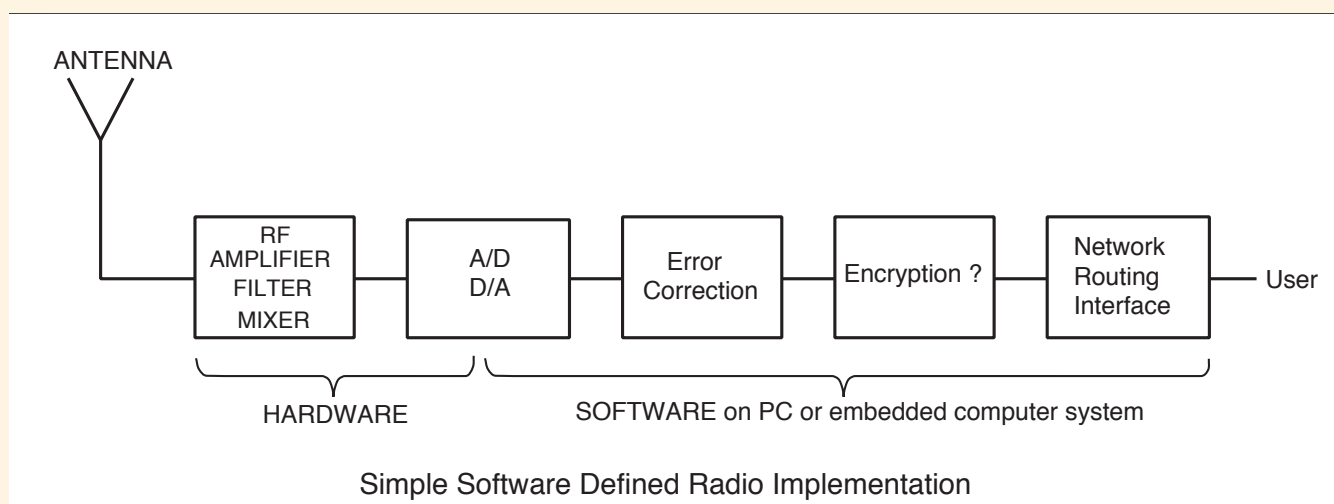 ANTENNA
RF
AMPLIFIER
FILTER
MIXER
A/D
D/A
Error
Correction
Encryption ?
Network
Routing
Interface
User
HARDWARE
SOFTWARE on PC or embedded computer system
Simple Software Defined Radio Implementation